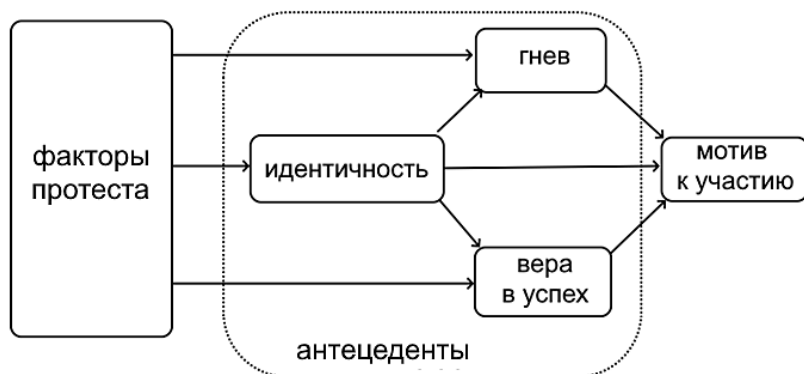 факторы
протеста
гнев
идентичность
вера
в успех
мотив
к участию
антецеденты